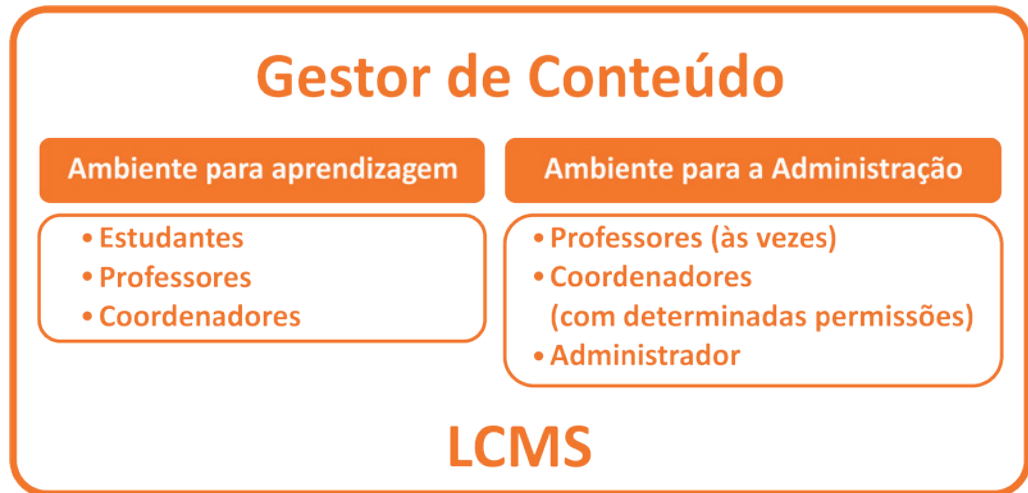 Gestor de Conteúdo
Ambiente para aprendizagem
• Estudantes
• Professores
• Coordenadores
Ambiente para a Administração
• Professores (às vezes)
• Coordenadores
(com determinadas permissões)
• Administrador
LCMS